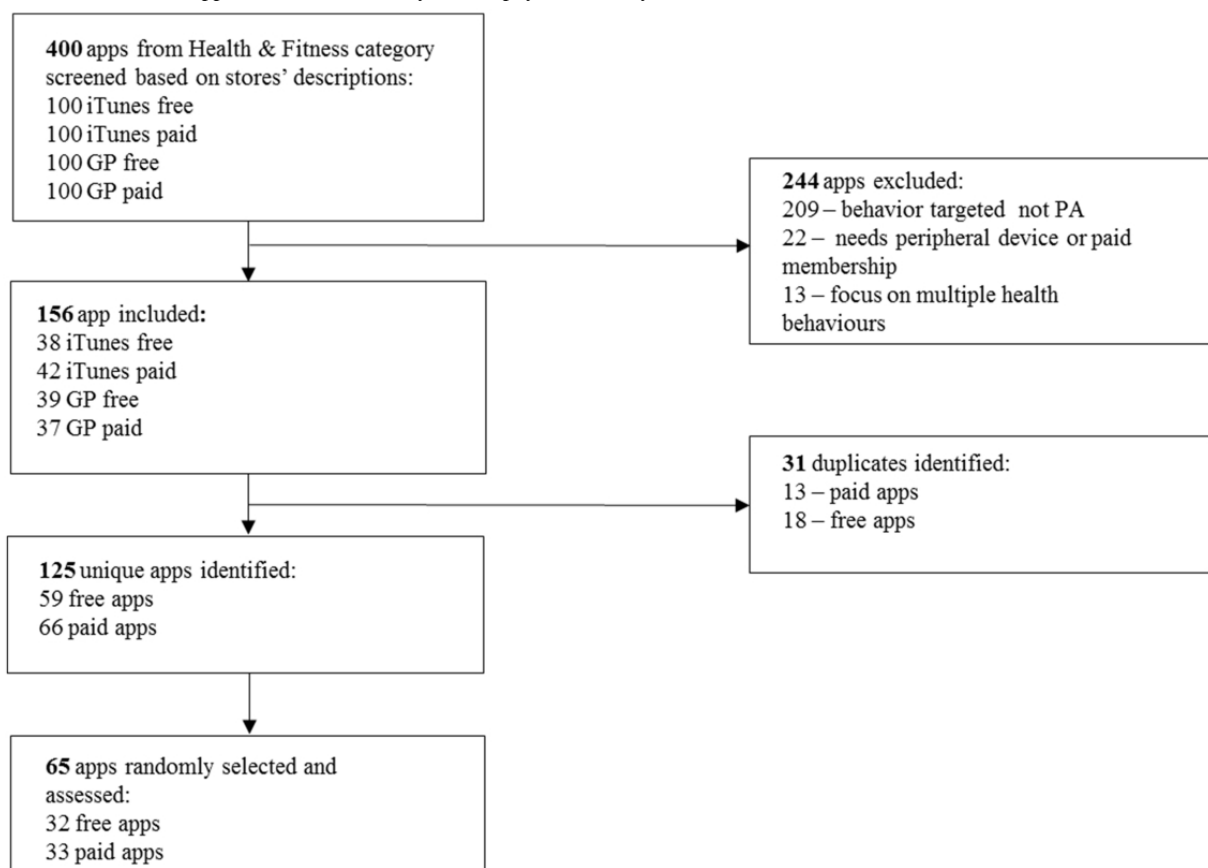 400 apps from Health & Fitness category
screened based on stores’ descriptions:
100 iTunes free
100 iTunes paid
100 GP free
100 GP paid
244 apps excluded:
209 – behavior targeted not PA
22 – needs peripheral device or paid
membership
13 – focus on multiple health
behaviours
156 app included:
38 iTunes free
42 iTunes paid
39 GP free
37 GP paid
31 duplicates identified:
13 – paid apps
18 – free apps
125 unique apps identified:
59 free apps
66 paid apps
65 apps randomly selected and
assessed:
32 free apps
33 paid apps